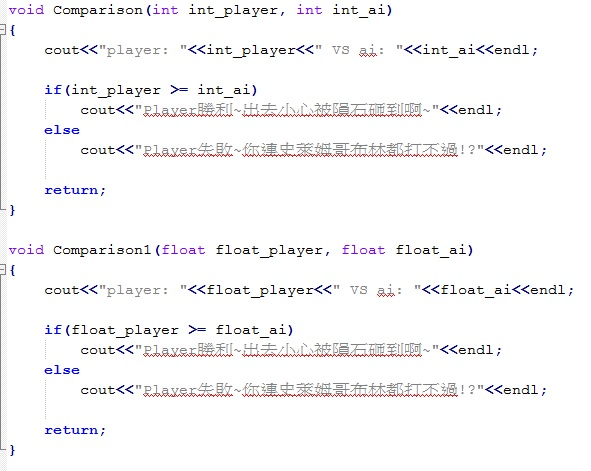 void Comparison(int int_player, int int_ai)
{
cout<<"player: "<<int_player<<" VS ai: "<<int_ai<<endl;
if(int_player >= int_ai)
cout<<"Player勝利~出去小心被隕石砸到啊~"<<endl;
else
cout<<"Player失敗~你連史萊姆哥布林都打不過!?"<<endl;
return;
}
void Comparison1(float float_player, float float_ai)
{
cout<<"player: "<<float_player<<" VS ai: "<<float_ai<<endl;
if(float_player >= float_ai)
cout<<"Player勝利~出去小心被隕石砸到啊~"<<endl;
else
cout<<"Player失敗~你連史萊姆哥布林都打不過!?"<<endl;
return;
}